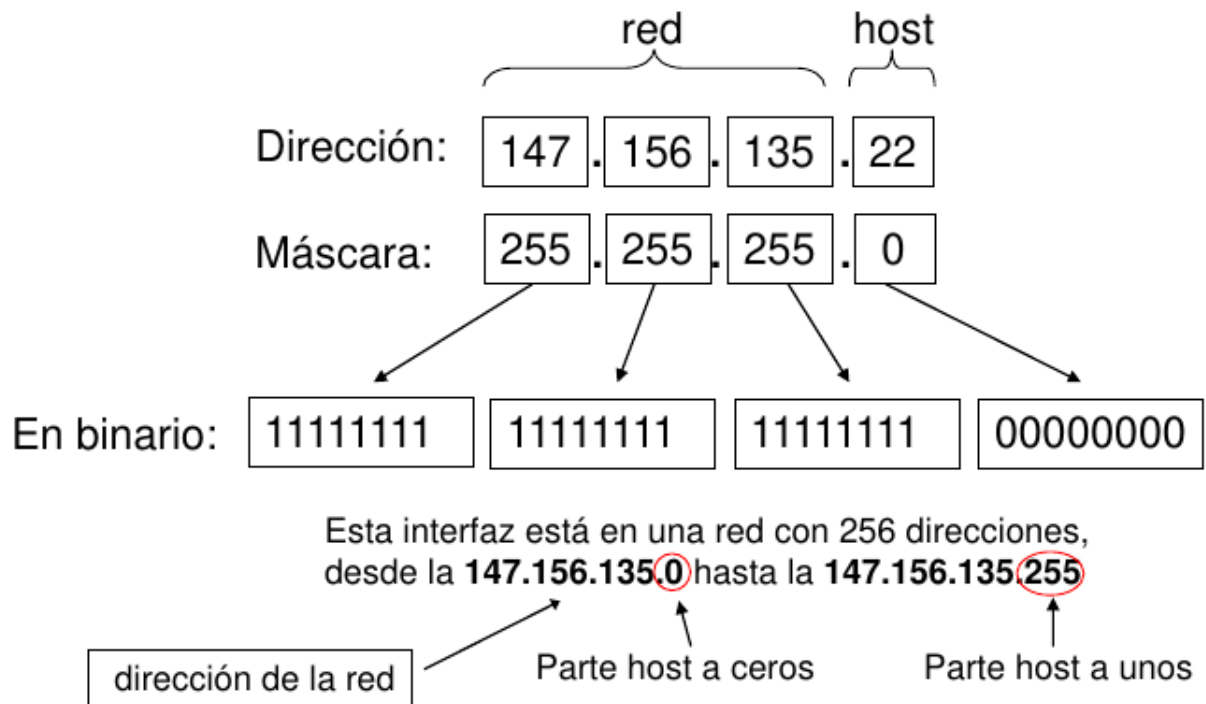 red host
Dirección: 147 . 156 . 135 . 22
Máscara: 255 . 255 . 255 . 0
En binario: 11111111 11111111 11111111 00000000
Esta interfaz está en una red con 256 direcciones,
desde la 147.156.135.0 hasta la 147.156.135.255
dirección de la red Parte host a ceros Parte host a unos